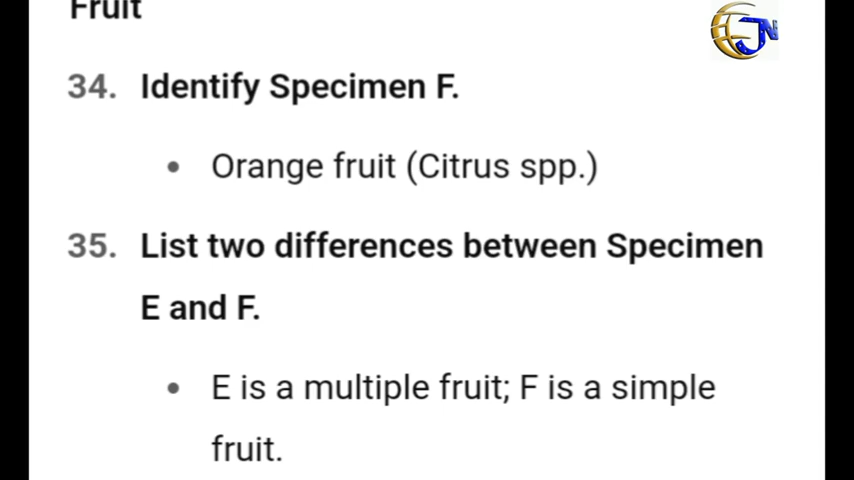 Fruit
34. Identify Specimen F.
• Orange fruit (Citrus spp.)
35. List two differences between Specimen
E and F.
• E is a multiple fruit; F is a simple
fruit.
JN